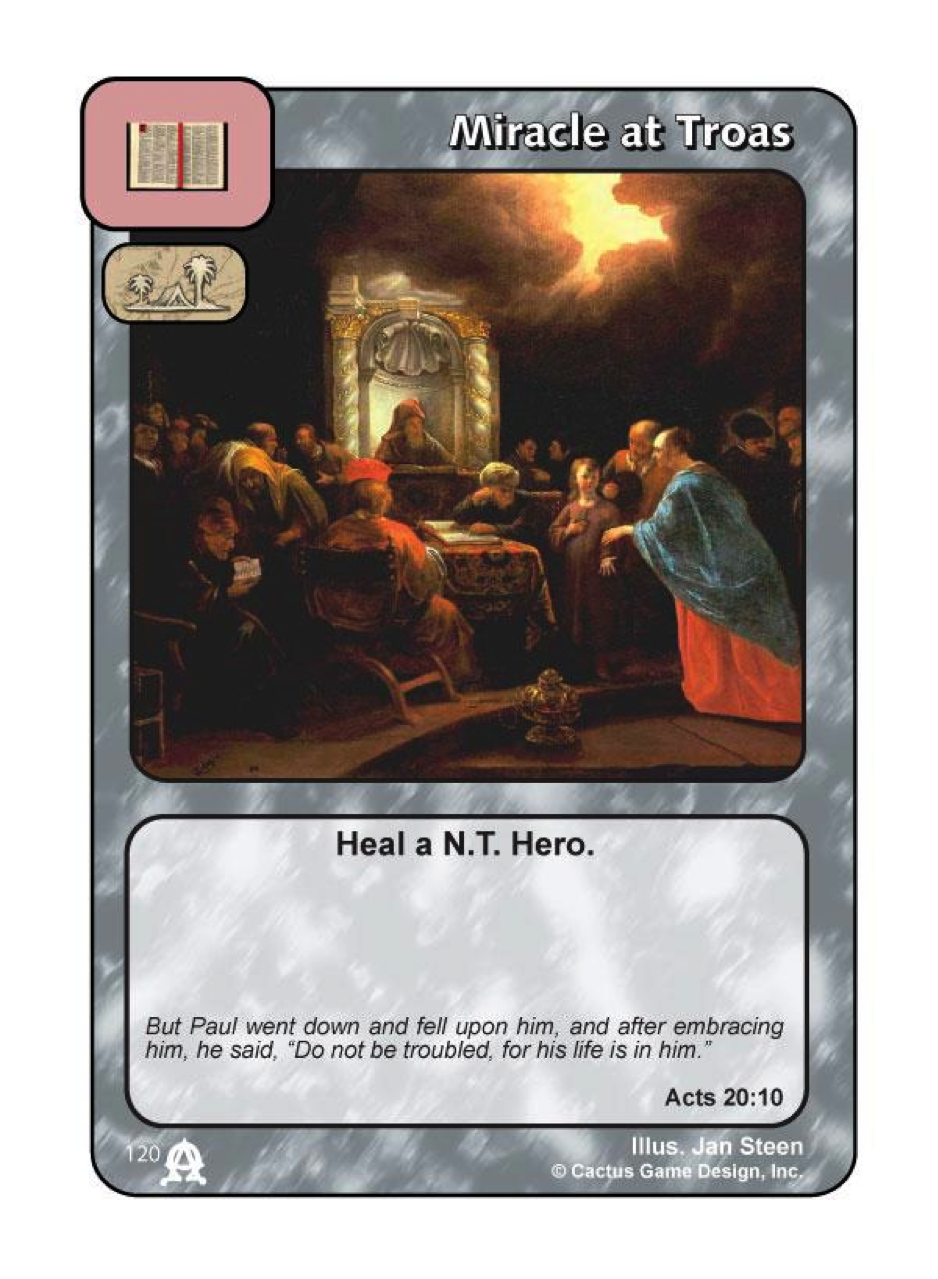 Miracle at Troas
Heal a N.T. Hero.
But Paul went down and fell upon him, and after embracing
him, he said, “Do not be troubled, for his life is in him.”
Acts 20:10
120
Illus. Jan Steen
© Cactus Game Design, Inc.